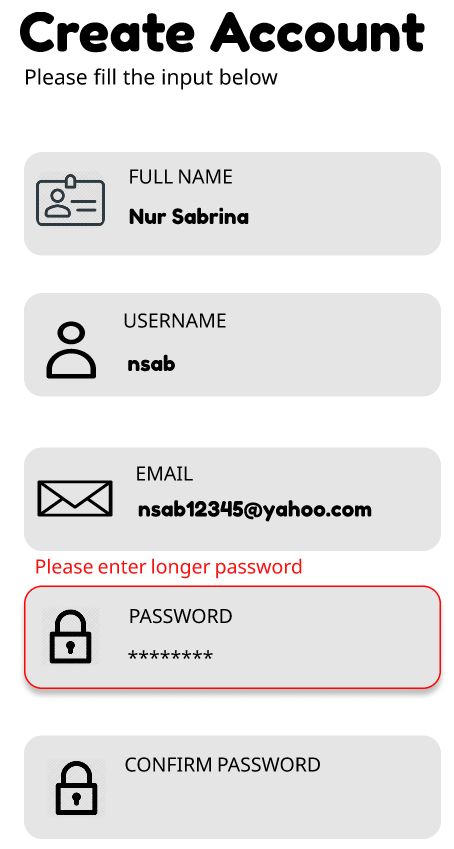 Create Account
Please fill the input below
FULL NAME
Nur Sabrina
USERNAME
nsab
EMAIL
nsab12345@yahoo.com
Please enter longer password
PASSWORD
********
CONFIRM PASSWORD